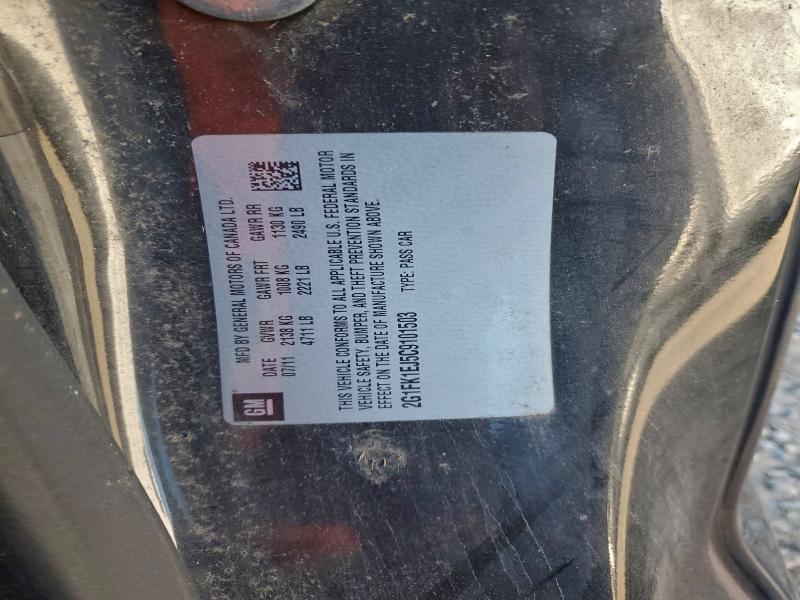 MFD BY GENERAL MOTORS OF CANADA LTD.
DATE GVWR GAWR FRT GAWR RR
07/11 2138 KG 1008 KG 1130 KG
4711 LB 2221 LB 2490 LB
GM
THIS VEHICLE CONFORMS TO ALL APPLICABLE U.S. FEDERAL MOTOR
VEHICLE SAFETY, BUMPER, AND THEFT PREVENTION STANDARDS IN
EFFECT ON THE DATE OF MANUFACTURE SHOWN ABOVE.
2G1FK1EJ5C9101503 TYPE: PASS CAR